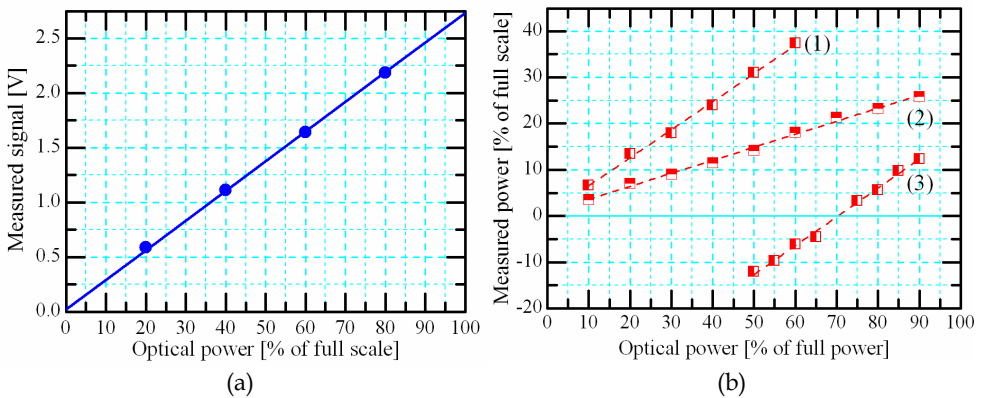 2.5
2.0
1.5
1.0
0.5
0.0
Measured signal [V]
0 10 20 30 40 50 60 70 80 90 100
Optical power [% of full scale]
(a)
40
30
20
10
0
-10
-20
Measured power [% of full scale]
(1)
(2)
(3)
0 10 20 30 40 50 60 70 80 90 100
Optical power [% of full power]
(b)